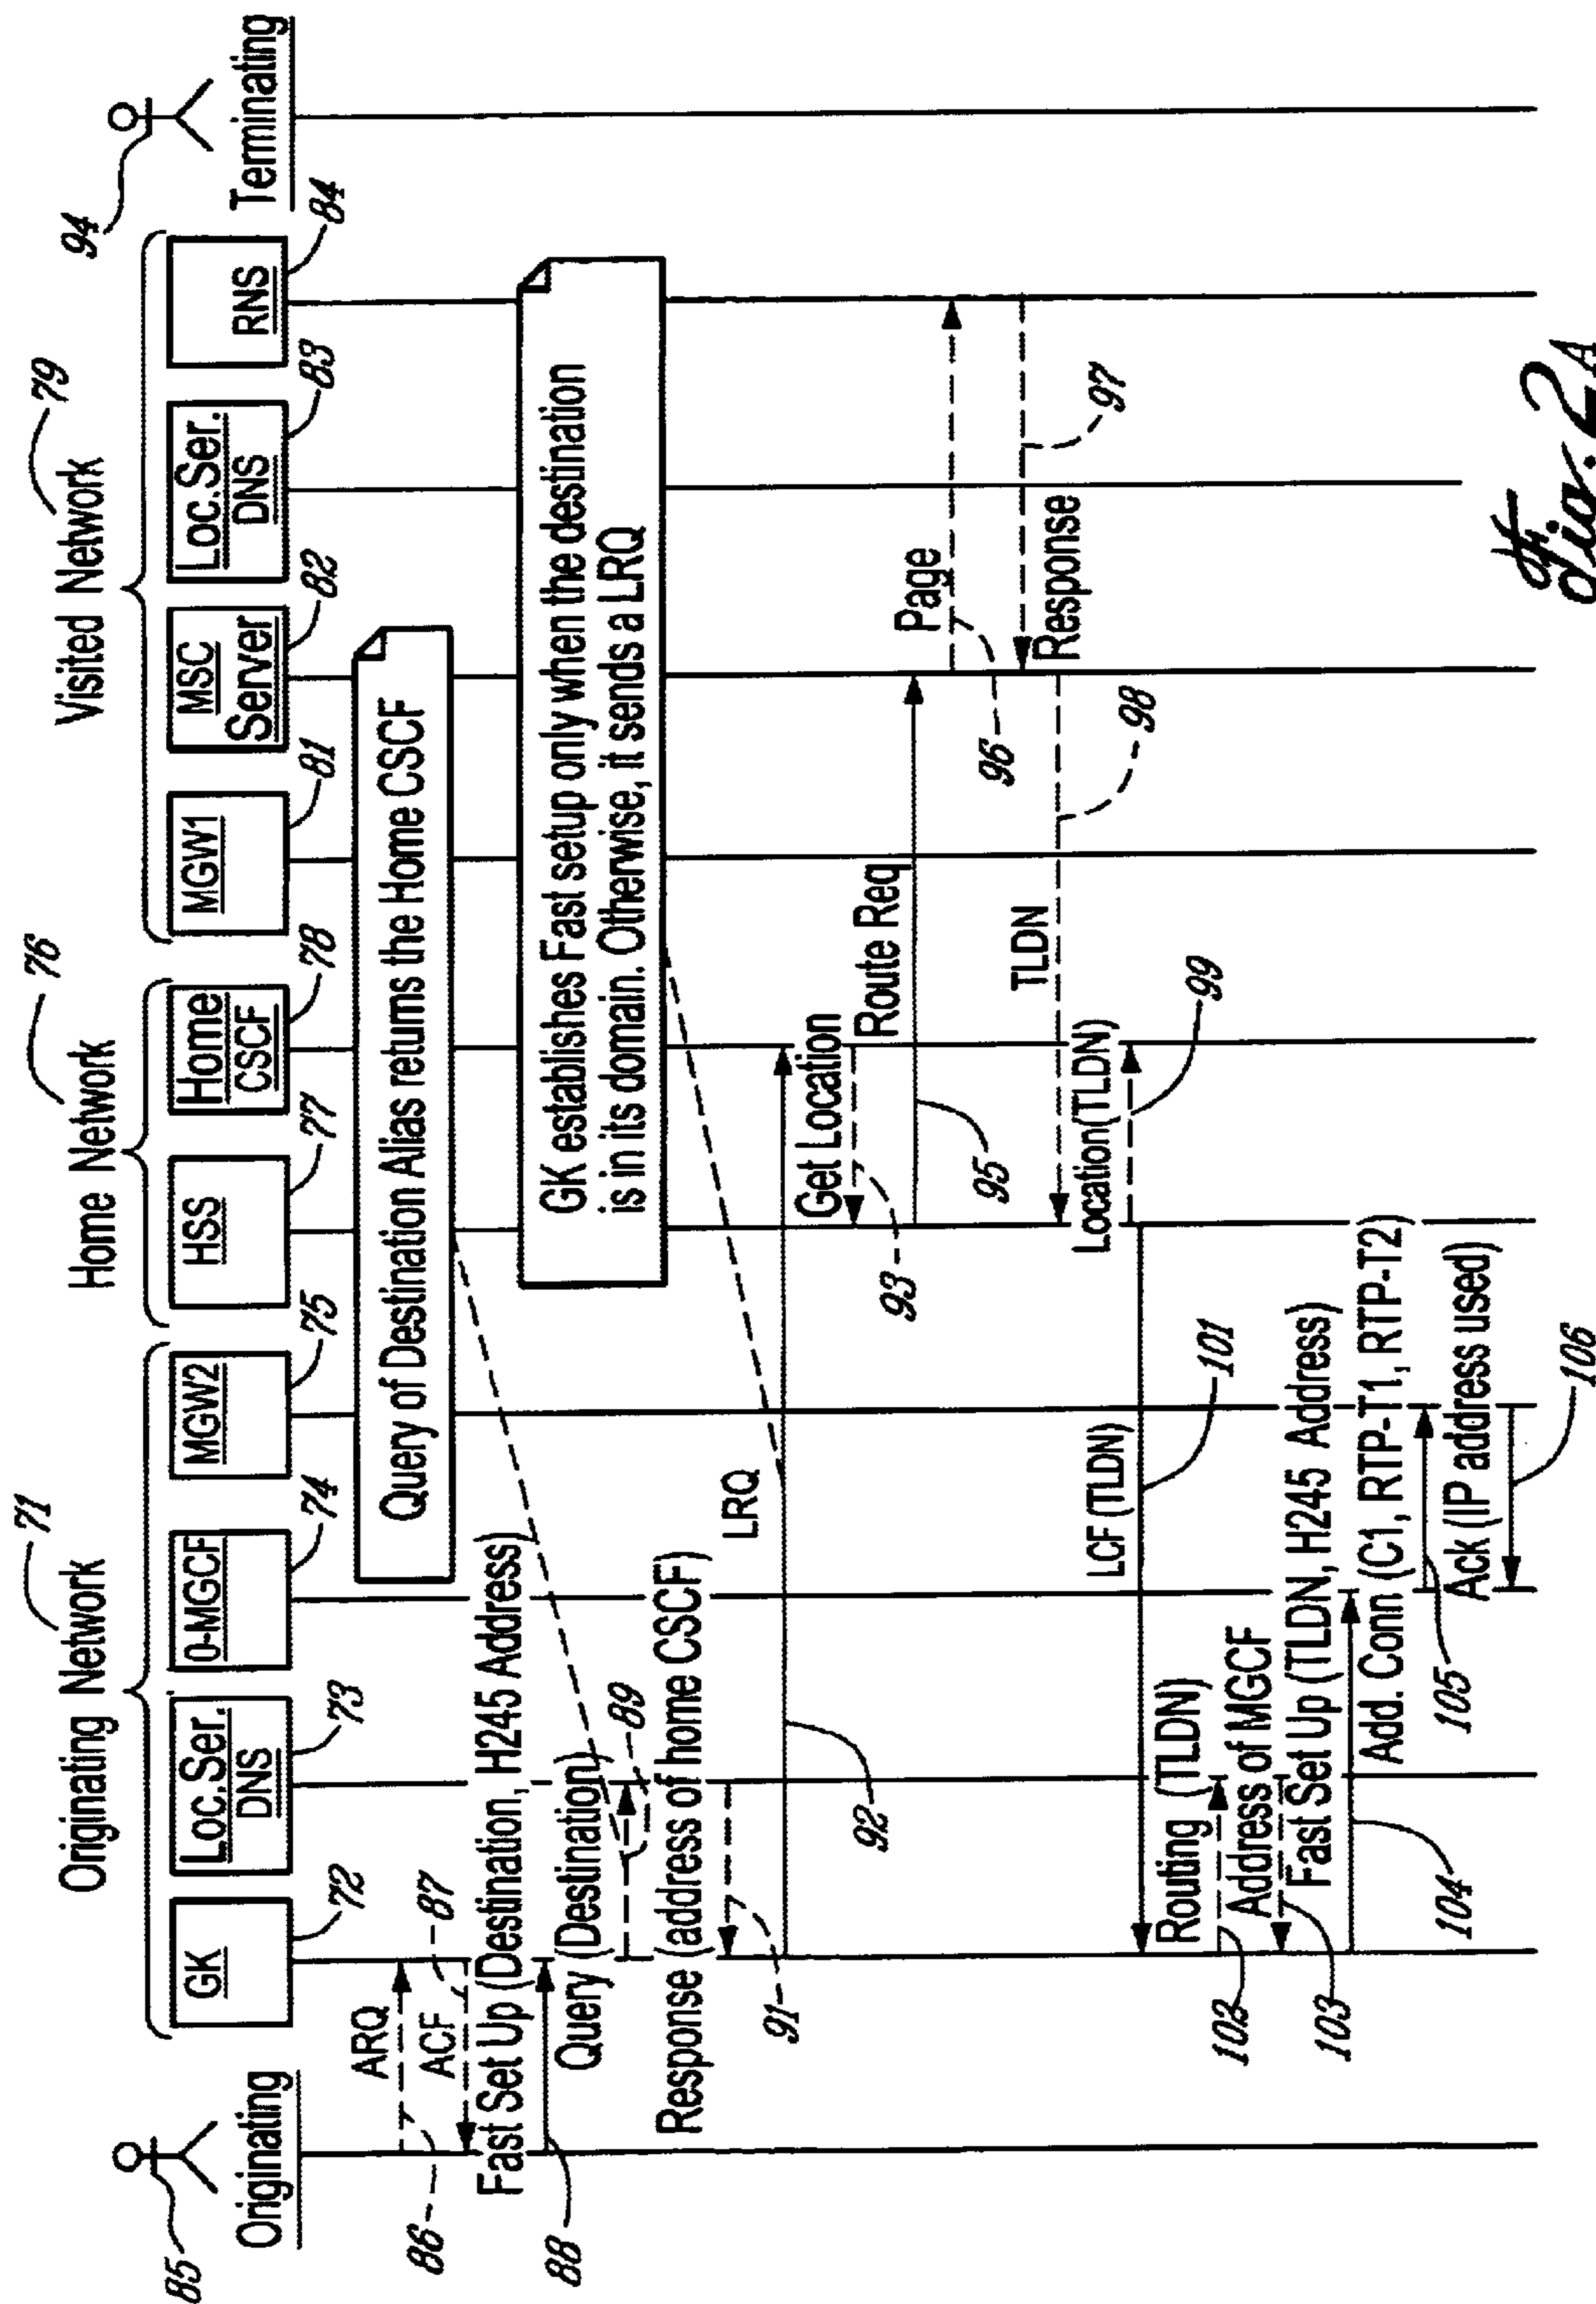 71
76
79
Originating Network
Home Network
Visited Network
85
Originating
GK
72
Loc.Ser.
DNS
73
0-MGCF
74
MGW2
75
HSS
77
Home
CSCF
78
MGW1
81
MSC
Server
82
Loc.Ser.
DNS
83
RNS
84
94
Terminating
Query of Destination Alias returns the Home CSCF
GK establishes Fast setup only when the destination
is in its domain. Otherwise, it sends a LRQ
ARQ
86
ACF
87
Fast Set Up (Destination, H245 Address)
88
Query (Destination)
89
Response (address of home CSCF)
91
LRQ
92
Get Location
93
Route Req
95
Page
96
97
Response
98
TLDN
Location(TLDN)
99
LCF (TLDN)
101
Routing (TLDN)
102
Address of MGCF
103
Fast Set Up (TLDN, H245 Address)
104
Add. Conn (C1, RTP-T1, RTP-T2)
105
Ack (IP address used)
106
Fig. 2A